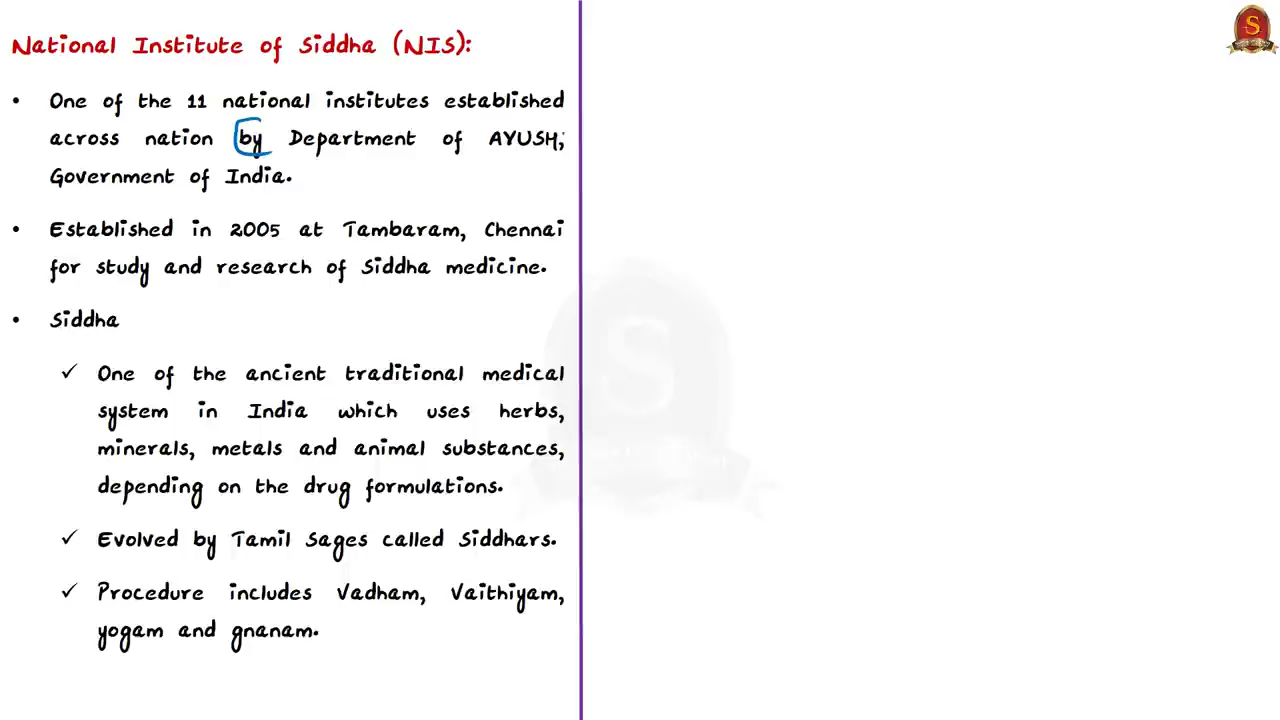 National Institute of Siddha (NIS):
• One of the 11 national institutes established
across nation by Department of AYUSH,
Government of India.
• Established in 2005 at Tambaram, Chennai
for study and research of Siddha medicine.
• Siddha
✓ One of the ancient traditional medical
system in India which uses herbs,
minerals, metals and animal substances,
depending on the drug formulations.
✓ Evolved by Tamil Sages called Siddhars.
✓ Procedure includes Vadham, Vaithiyam,
yogam and gnanam.
S
S